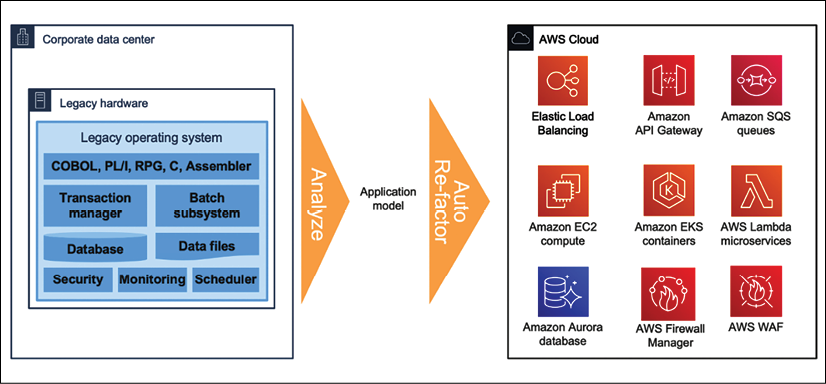 Corporate data center
Legacy hardware
Legacy operating system
COBOL, PL/I, RPG, C, Assembler
Transaction
manager
Batch
subsystem
Database
Data files
Security
Monitoring
Scheduler
Analyze
Application
model
Auto
Re-factor
AWS Cloud
Elastic Load
Balancing
Amazon
API Gateway
Amazon SQS
queues
Amazon EC2
compute
Amazon EKS
containers
AWS Lambda
microservices
Amazon Aurora
database
AWS Firewall
Manager
AWS WAF